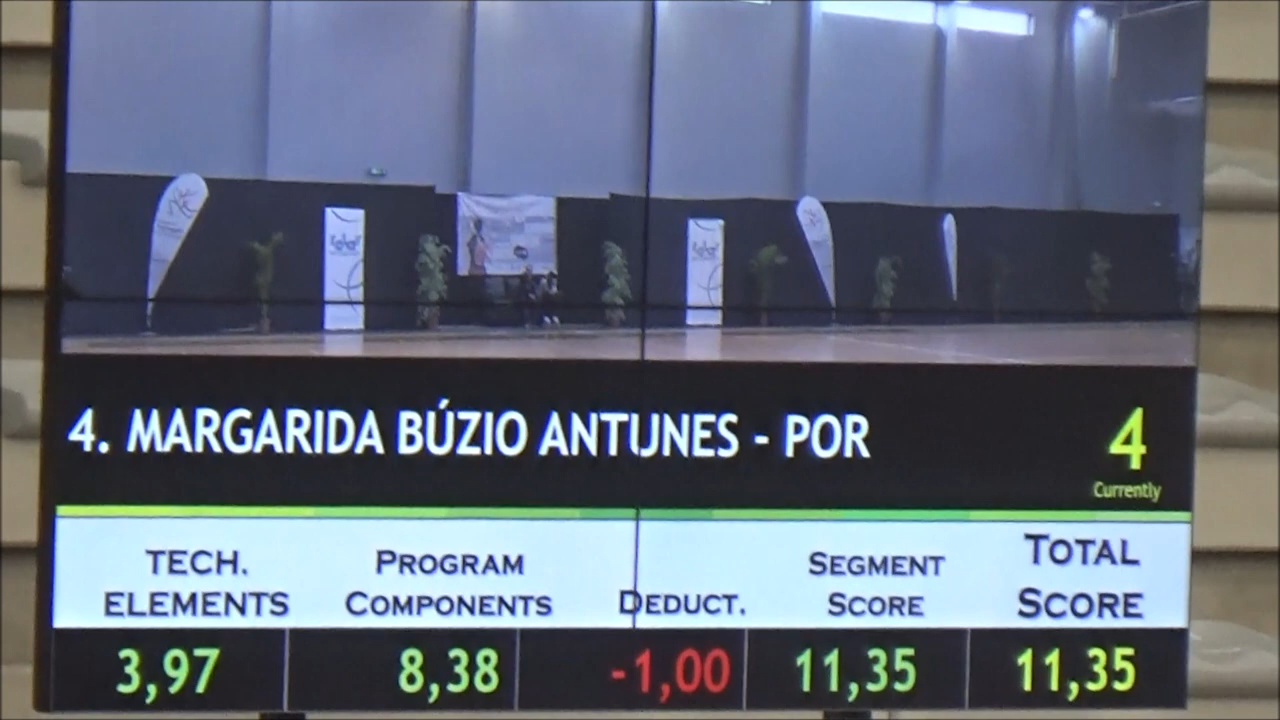 4. MARGARIDA BÚZIO ANTUNES - POR
4
Currently
TECH. ELEMENTS
PROGRAM COMPONENTS
DEDUCT.
SEGMENT SCORE
TOTAL SCORE
3,97
8,38
-1,00
11,35
11,35